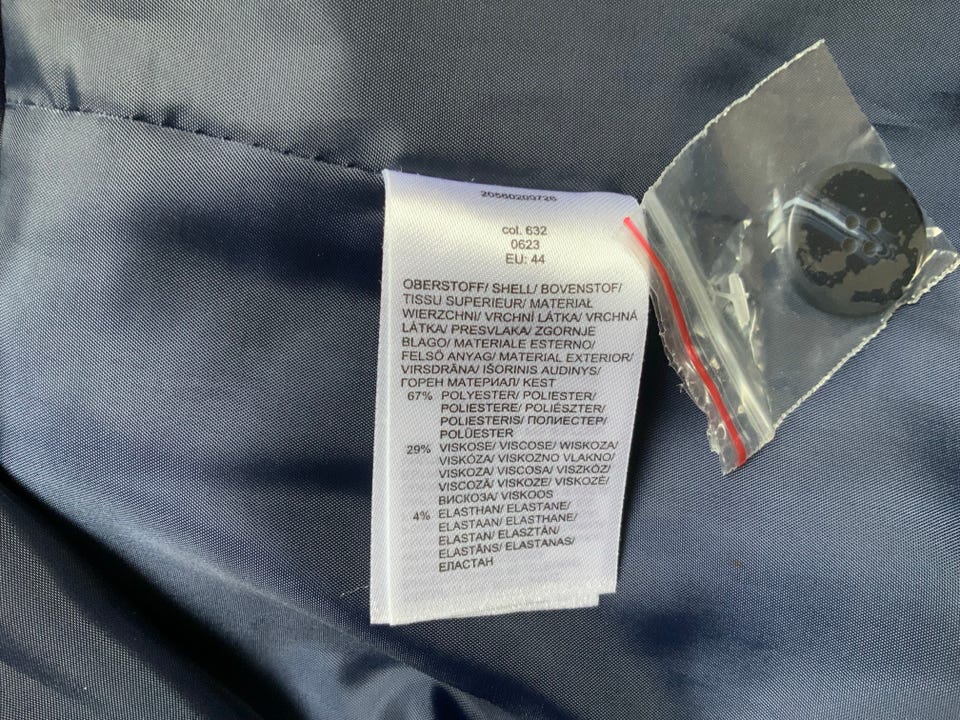 20560200726
col. 632
0623
EU: 44
OBERSTOFF/ SHELL/ BOVENSTOF/
TISSU SUPERIEUR/ MATERIAŁ
WIERZCHNI/ VRCHNÍ LÁTKA/ VRCHNÁ
LÁTKA/ PRESVLAKA/ ZGORNJE
BLAGO/ MATERIALE ESTERNO/
FELSŐ ANYAG/ MATERIAL EXTERIOR/
VIRSDRĀNA/ IŠORINIS AUDINYS/
ГОРЕН МАТЕРИАЛ/ KEST
67% POLYESTER/ POLIESTER/
POLIESTERE/ POLIÉSZTER/
POLIESTERIS/ ПОЛИЕСТЕР/
POLÜESTER
29% VISKOSE/ VISCOSE/ WISKOZA/
VISKÓZA/ VISKOZNO VLAKNO/
VISKOZA/ VISCOSA/ VISZKÓZ/
VISCOZĂ/ VISKOZE/ VISKOZĖ/
ВИСКОЗА/ VISKOOS
4% ELASTHAN/ ELASTANE/
ELASTAAN/ ELASTHANE/
ELASTAN/ ELASZTÁN/
ELASTĀNS/ ELASTANAS/
ЕЛАСТАН